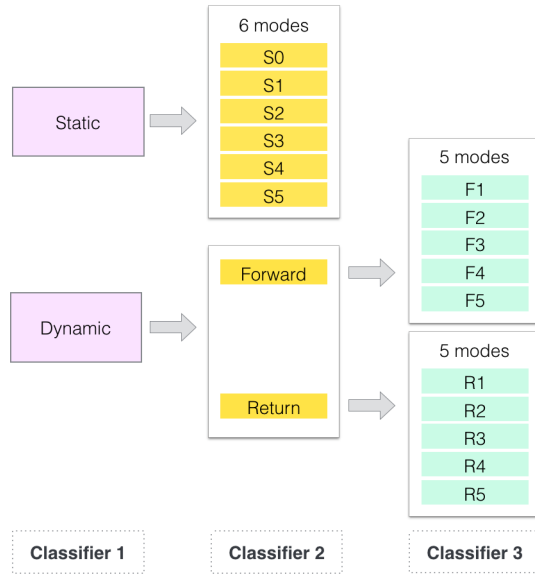 6 modes
S0
S1
S2
S3
S4
S5
Static
5 modes
F1
F2
F3
F4
F5
Dynamic
Forward
Return
5 modes
R1
R2
R3
R4
R5
Classifier 1
Classifier 2
Classifier 3